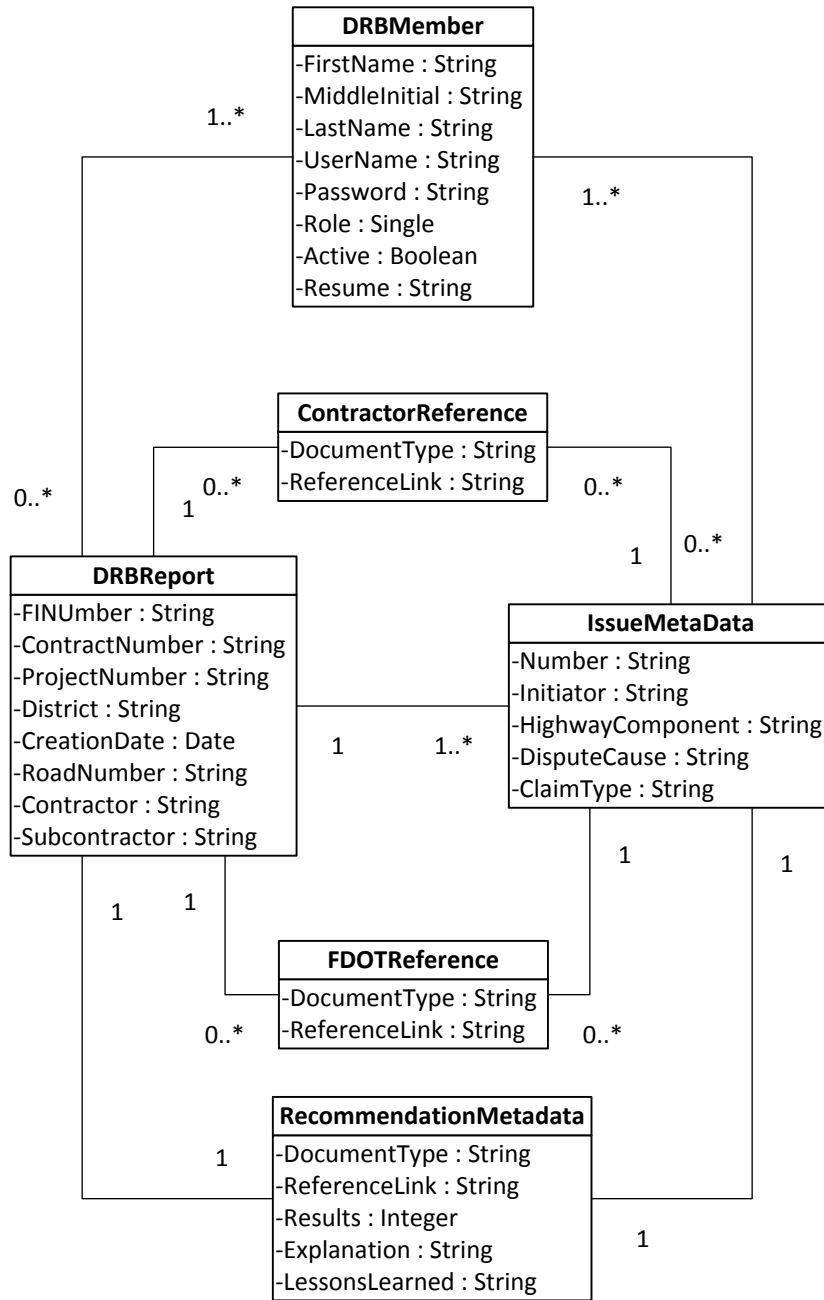 DRBMember
-FirstName : String
-MiddleInitial : String
-LastName : String
-UserName : String
-Password : String
-Role : Single
-Active : Boolean
-Resume : String
1..*
1..*
ContractorReference
-DocumentType : String
-ReferenceLink : String
0..*
0..*
0..*
1
1
0..*
DRBReport
-FINUmber : String
-ContractNumber : String
-ProjectNumber : String
-District : String
-CreationDate : Date
-RoadNumber : String
-Contractor : String
-Subcontractor : String
IssueMetaData
-Number : String
-Initiator : String
-HighwayComponent : String
-DisputeCause : String
-ClaimType : String
1
1..*
1
1
1
1
FDOTReference
-DocumentType : String
-ReferenceLink : String
0..*
0..*
RecommendationMetadata
-DocumentType : String
-ReferenceLink : String
-Results : Integer
-Explanation : String
-LessonsLearned : String
1
1